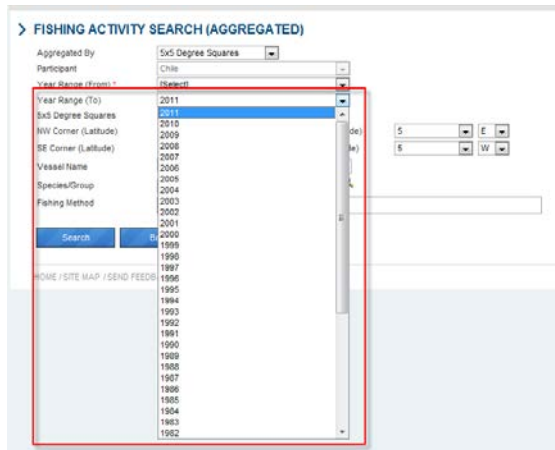 FISHING ACTIVITY SEARCH (AGGREGATED)
Aggregated By 5x5 Degree Squares
Participant Chile
Year Range (From) * [Select]
Year Range (To) 2011
5x5 Degree Squares
NW Corner (Latitude) de) 5 E
SE Corner (Latitude) le) 5 W
Vessel Name
Species/Group
Fishing Method
2011
2010
2009
2008
2007
2006
2005
2004
2003
2002
2001
2000
1999
1998
1997
1996
1995
1994
1993
1992
1991
1990
1989
1988
1987
1986
1985
1984
1983
1982
Search
HOME / SITE MAP / SEND FEEDB